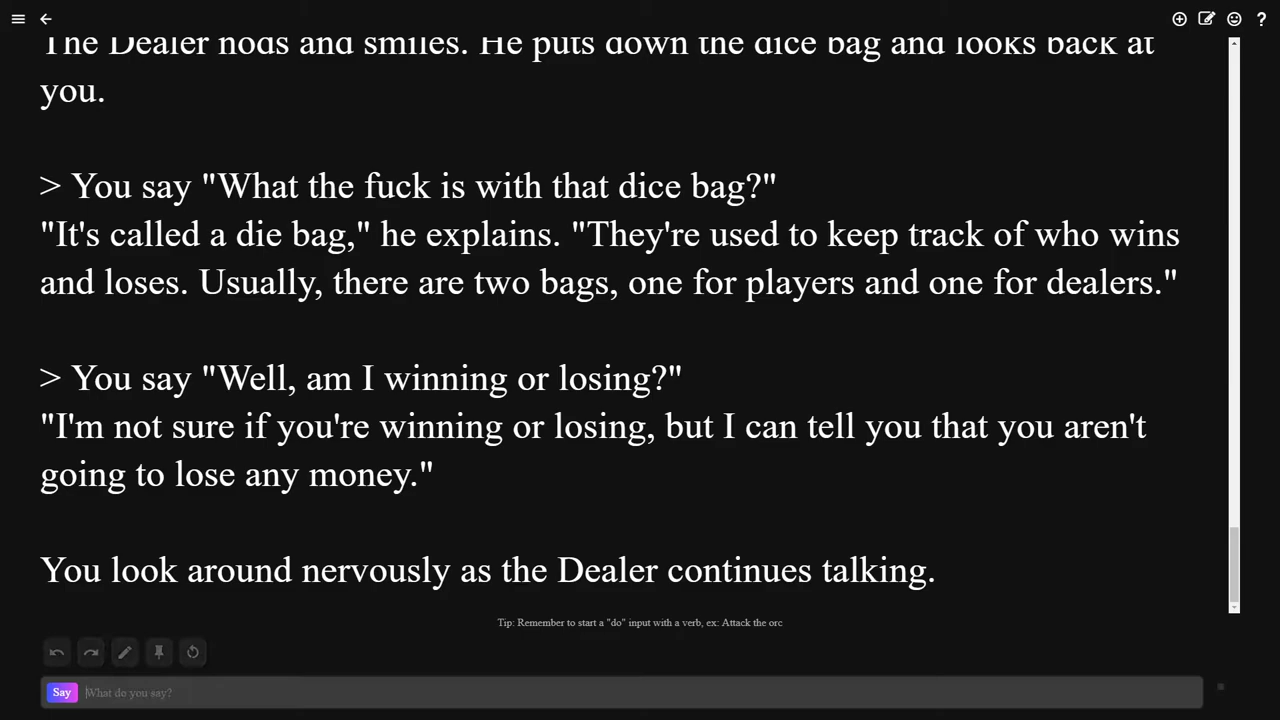 The Dealer nods and smiles. He puts down the dice bag and looks back at
you.
> You say "What the fuck is with that dice bag?"
"It's called a die bag," he explains. "They're used to keep track of who wins
and loses. Usually, there are two bags, one for players and one for dealers."
> You say "Well, am I winning or losing?"
"I'm not sure if you're winning or losing, but I can tell you that you aren't
going to lose any money."
You look around nervously as the Dealer continues talking.
Tip: Remember to start a "do" input with a verb, ex: Attack the orc
Say What do you say?